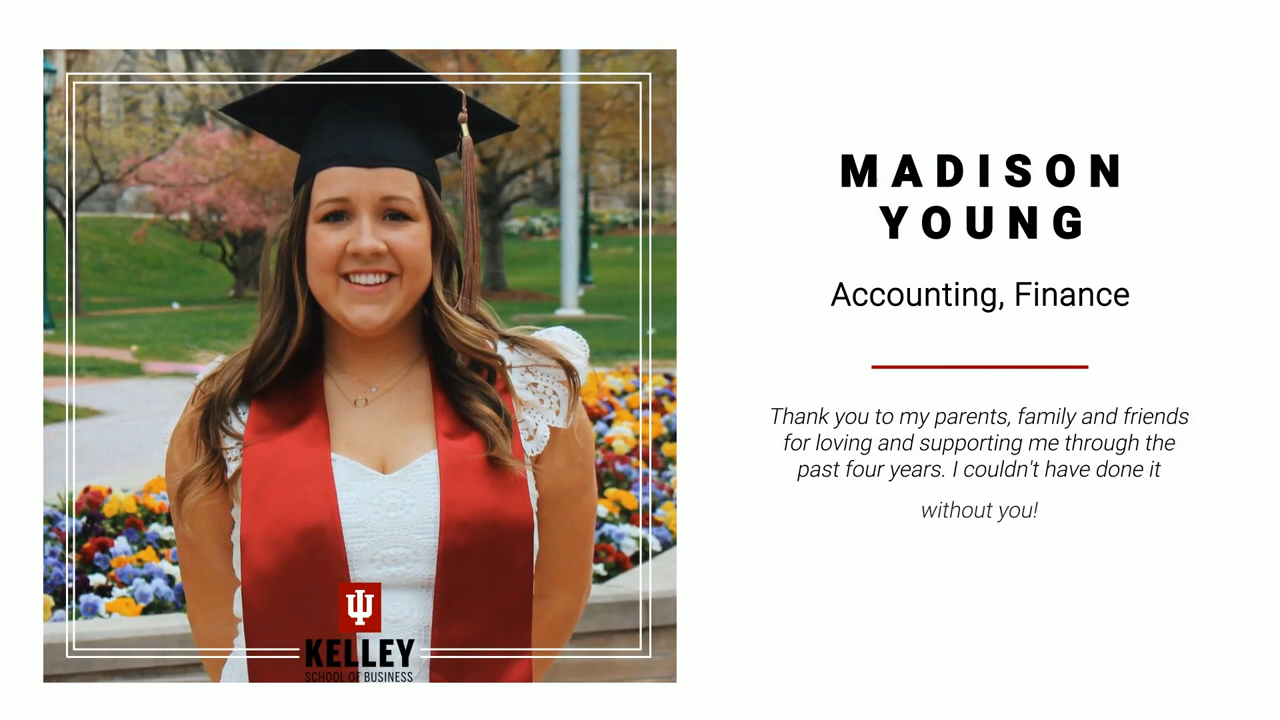 MADISON
YOUNG
Accounting, Finance
Thank you to my parents, family and friends
for loving and supporting me through the
past four years. I couldn't have done it
without you!
KELLEY
SCHOOL OF BUSINESS